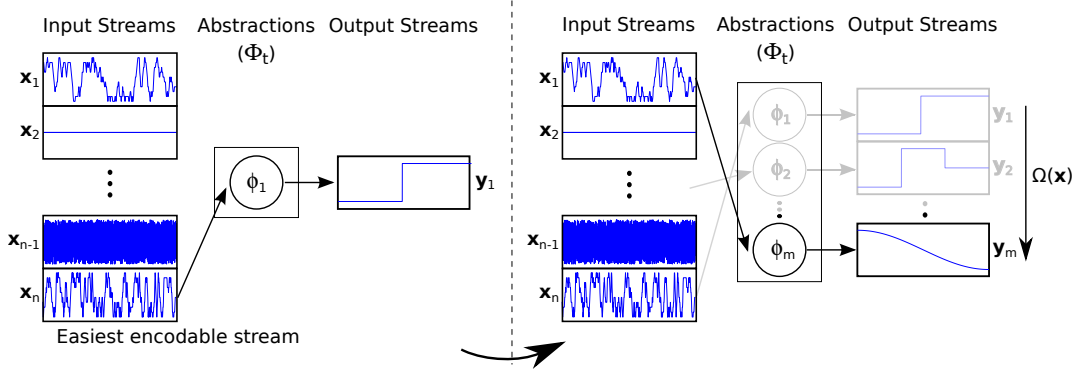 Input Streams Abstractions (Φt) Output Streams
x1
x2
ϕ1
y1
xn-1
xn
Easiest encodable stream
Input Streams Abstractions (Φt) Output Streams
x1
ϕ1
y1
x2
ϕ2
y2
Ω(x)
xn-1
ϕm
ym
xn